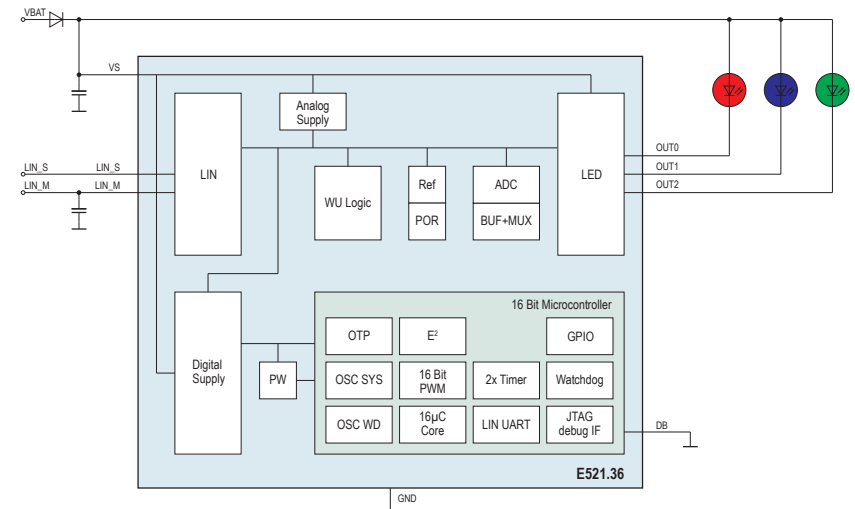 VBAT
VS
Analog
Supply
LIN
WU Logic
Ref
POR
ADC
BUF+MUX
LED
LIN_S
LIN_S
LIN_M
LIN_M
OUT0
OUT1
OUT2
Digital
Supply
PW
16 Bit Microcontroller
OTP
E²
GPIO
OSC SYS
16 Bit
PWM
2x Timer
Watchdog
OSC WD
16µC
Core
LIN UART
JTAG
debug IF
DB
E521.36
GND